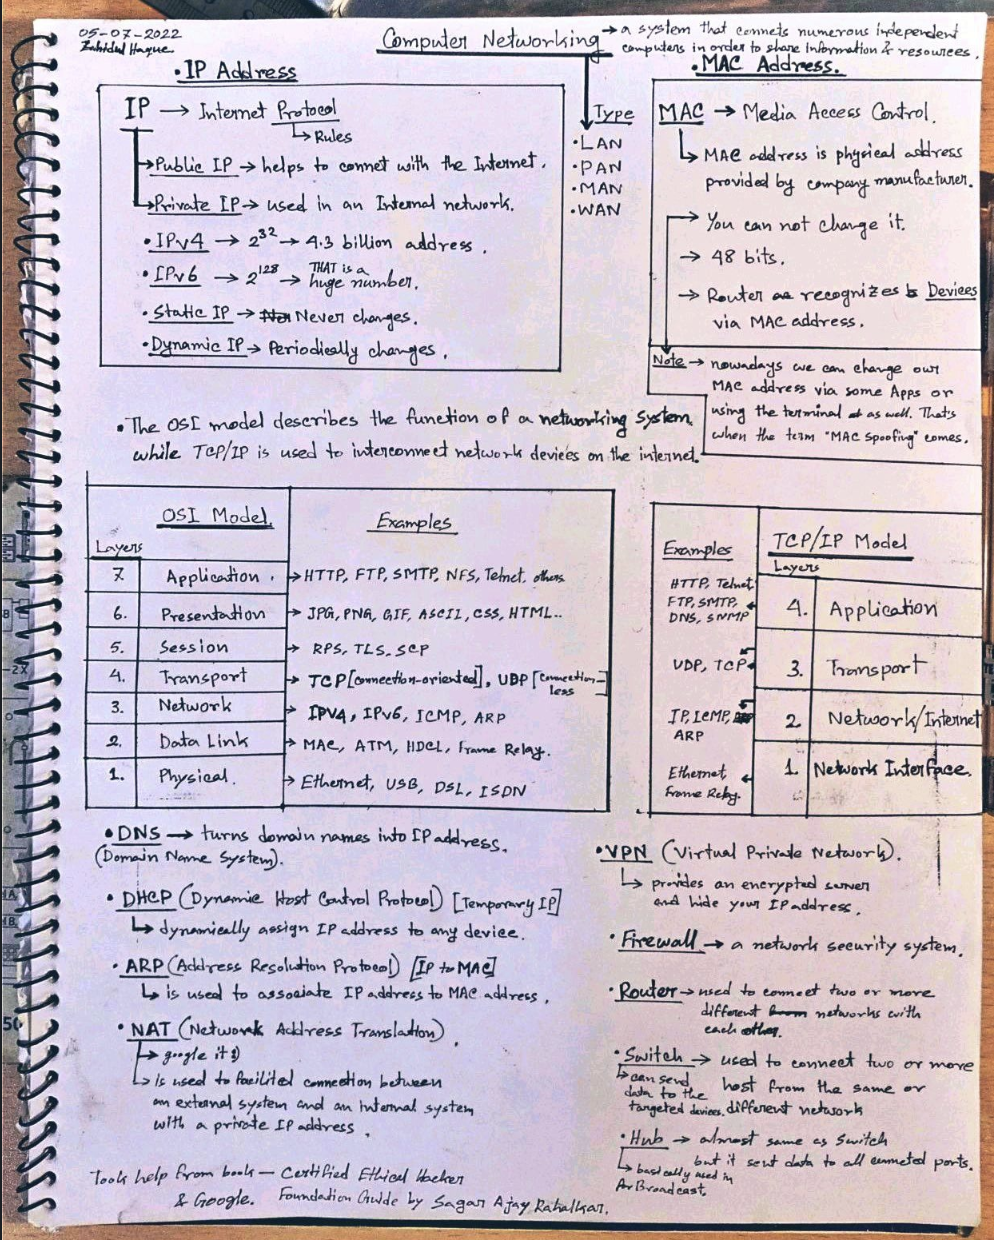 05-07-2022
Zahidul Haque
Computer Networking → a system that connets numerous independent
computers in order to share information & resources.
• IP Address
IP → Internet Protocol
↳ Rules
→ Public IP → helps to connet with the Internet.
→ Private IP → used in an Internal network.
• IPv4 → 2^32 → 4.3 billion address.
• IPv6 → 2^128 → THAT is a
huge number.
• Static IP → Never changes.
• Dynamic IP → Periodically changes.
Type
• LAN
• PAN
• MAN
• WAN
• MAC Address.
MAC → Media Access Control.
↳ MAC address is physical address
provided by company manufacturer.
→ You can not change it.
→ 48 bits.
→ Router recognizes Devices
via MAC address.
Note → nowadays we can change our
MAC address via some Apps or
using the terminal as well. That's
when the term "MAC spoofing" comes.
• The OSI model describes the function of a networking system
while TCP/IP is used to interconnect network devices on the internet.
OSI Model Examples
Layers
7. Application. → HTTP, FTP, SMTP, NFS, Telnet, others
6. Presentation → JPG, PNG, GIF, ASCIL, CSS, HTML..
5. Session → RPS, TLS, SCP
4. Transport → TCP [connection-oriented], UBP [connection-
less]
3. Network → IPV4, IPv6, ICMP, ARP
2. Data Link → MAC, ATM, HDCL, Frame Relay.
1. Physical. → Ethernet, USB, DSL, ISDN
Examples TCP/IP Model
Layers
HTTP, Telnet
FTP, SMTP, 4. Application
DNS, SNMP
UDP, TCP 3. Transport
IP, ICMP, 2. Network/Internet
ARP
Ethernet 1. Network Interface.
Frame Relay.
• DNS → turns domain names into IP address.
(Domain Name System).
• DHCP (Dynamic Host Control Protocol) [Temporary IP]
↳ dynamically assign IP address to any device.
• ARP (Address Resolution Protocol) [IP to MAC]
↳ is used to associate IP address to MAC address.
• NAT (Network Address Translation).
→ google it :)
↳ is used to facilited connection between
an external system and an internal system
with a private IP address.
• VPN (Virtual Private Network).
↳ provides an encrypted server
and hide your IP address.
• Firewall → a network security system.
• Router → used to connect two or more
different networks with
each other.
• Switch → used to connect two or more
host from the same or
different network
↳ can send
data to the
targeted devices.
• Hub → almost same as Switch
but it sent data to all connected ports.
↳ basically used in
Broadcast.
Took help from book — Certified Ethical Hacker
& Google. Foundation Guide by Sagar Ajay Rahalkar.